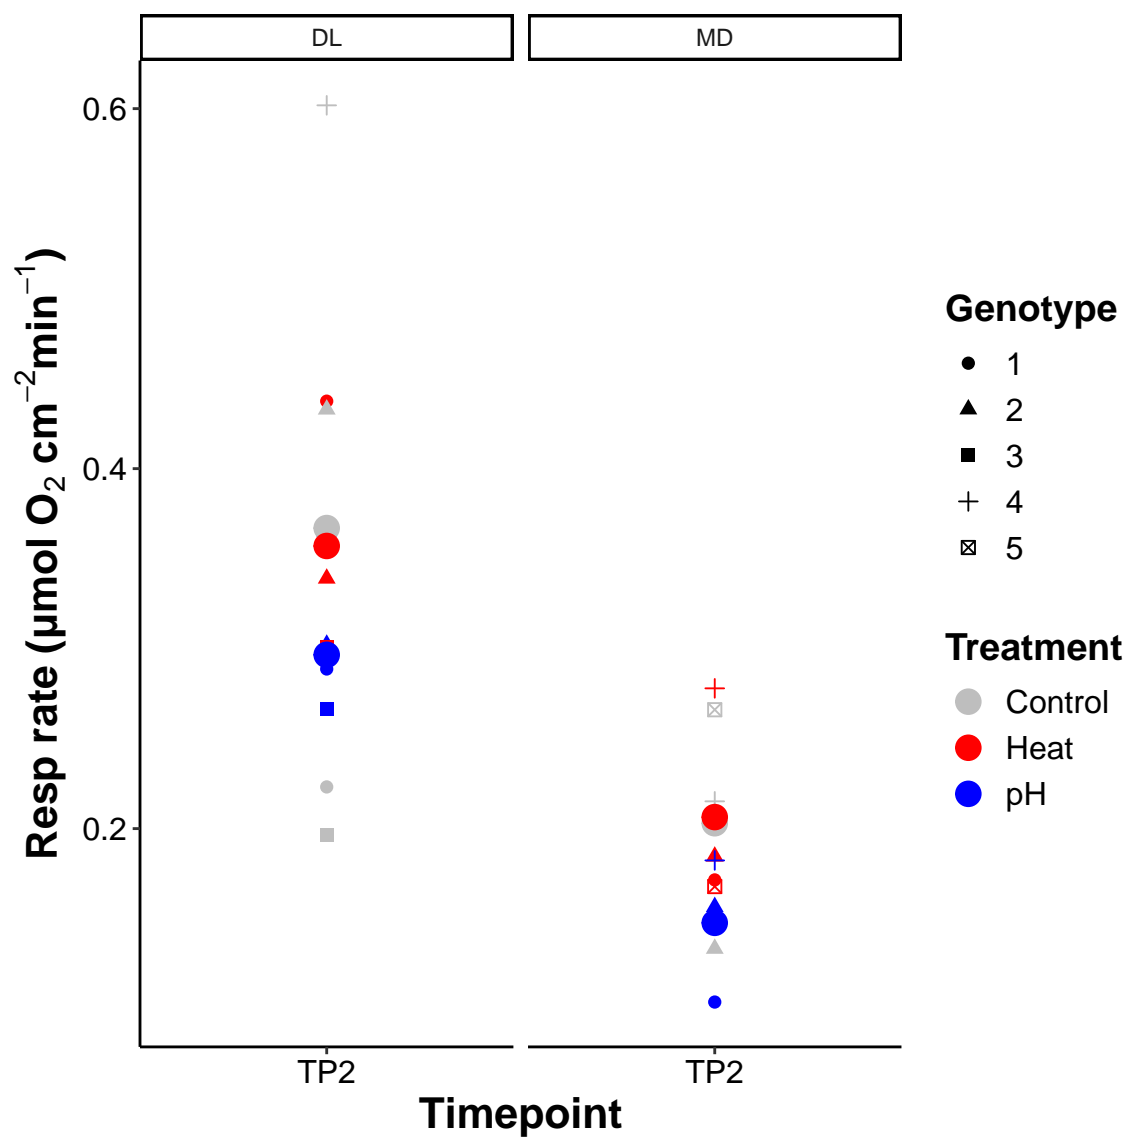 DL
MD
0.6
0.4
0.2
Resp rate (μmol O₂ cm⁻²min⁻¹)
TP2
TP2
Timepoint
Genotype
1
2
3
4
5
Treatment
Control
Heat
pH